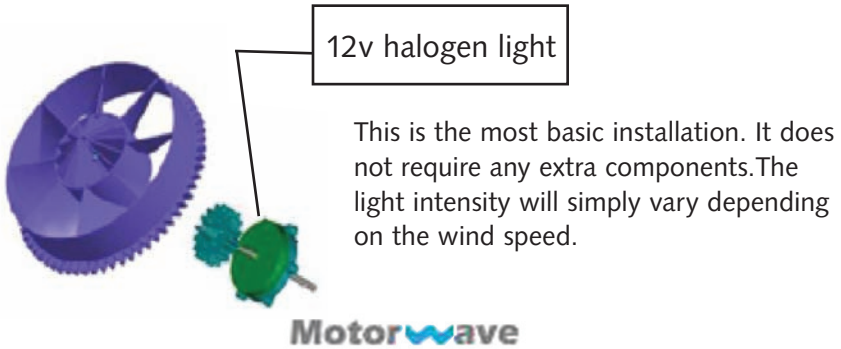 12v halogen light
This is the most basic installation. It does
not require any extra components.The
light intensity will simply vary depending
on the wind speed.
Motorwave